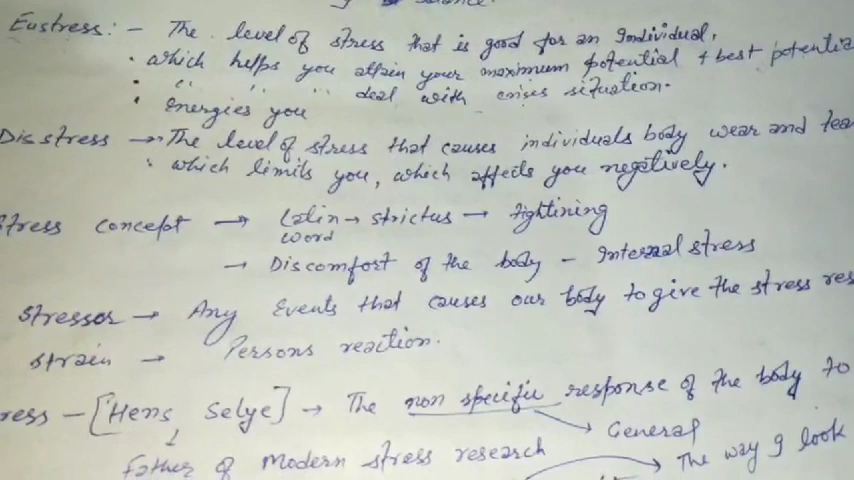 science.
Eustress: - The level of stress that is good for an Individual,
• which helps you attain your maximum potential + best potentia
• " " " deal with crises situation.
• Energies you
Disstress → The level of stress that causes individuals body wear and tea
• which limits you, which affects you negatively.
stress concept → Latin → strictus → tightining
word
→ Discomfort of the body - Internal stress
stressor → Any Events that causes our body to give the stress res
strain → Persons reaction.
ress - [Hens, Selye] → The non specific response of the body to
→ General
father of Modern stress research
→ The way I look